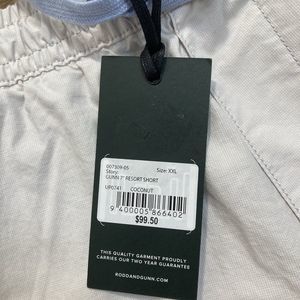 007309-05 Size: XXL
Story:
GUNN 7" RESORT SHORT
UP0741 COCONUT
9 400005 866402
$99.50
THIS QUALITY GARMENT PROUDLY
CARRIES OUR TWO YEAR GUARANTEE
RODDANDGUNN.COM